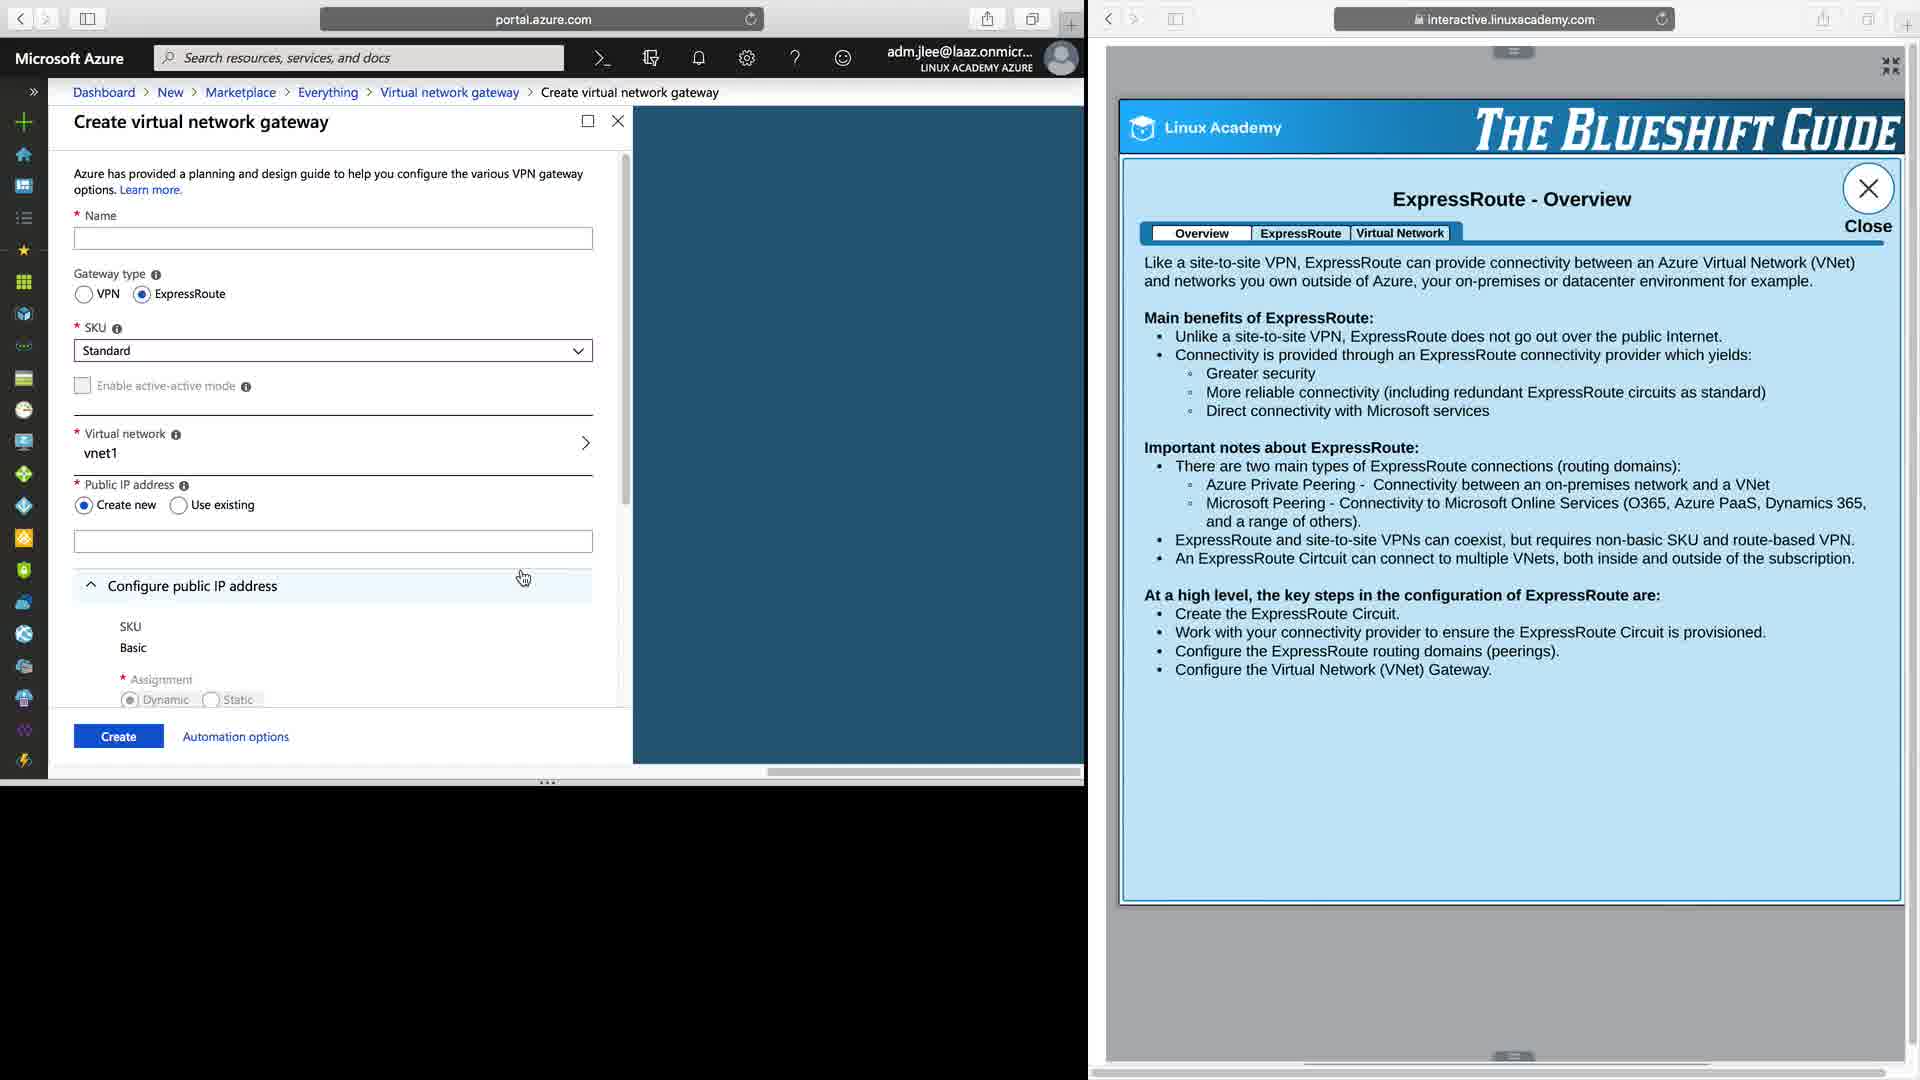 portal.azure.com
Microsoft Azure
Search resources, services, and docs
adm.jlee@laaz.onmicr...
LINUX ACADEMY AZURE
Dashboard > New > Marketplace > Everything > Virtual network gateway > Create virtual network gateway
Create virtual network gateway
Azure has provided a planning and design guide to help you configure the various VPN gateway
options. Learn more.
* Name
Gateway type
VPN ExpressRoute
* SKU
Standard
Enable active-active mode
* Virtual network
vnet1
* Public IP address
Create new Use existing
Configure public IP address
SKU
Basic
* Assignment
Dynamic Static
Create Automation options
interactive.linuxacademy.com
Linux Academy
THE BLUESHIFT GUIDE
ExpressRoute - Overview
Close
Overview ExpressRoute Virtual Network
Like a site-to-site VPN, ExpressRoute can provide connectivity between an Azure Virtual Network (VNet)
and networks you own outside of Azure, your on-premises or datacenter environment for example.
Main benefits of ExpressRoute:
• Unlike a site-to-site VPN, ExpressRoute does not go out over the public Internet.
• Connectivity is provided through an ExpressRoute connectivity provider which yields:
◦ Greater security
◦ More reliable connectivity (including redundant ExpressRoute circuits as standard)
◦ Direct connectivity with Microsoft services
Important notes about ExpressRoute:
• There are two main types of ExpressRoute connections (routing domains):
◦ Azure Private Peering - Connectivity between an on-premises network and a VNet
◦ Microsoft Peering - Connectivity to Microsoft Online Services (O365, Azure PaaS, Dynamics 365,
and a range of others).
• ExpressRoute and site-to-site VPNs can coexist, but requires non-basic SKU and route-based VPN.
• An ExpressRoute Cirtcuit can connect to multiple VNets, both inside and outside of the subscription.
At a high level, the key steps in the configuration of ExpressRoute are:
• Create the ExpressRoute Circuit.
• Work with your connectivity provider to ensure the ExpressRoute Circuit is provisioned.
• Configure the ExpressRoute routing domains (peerings).
• Configure the Virtual Network (VNet) Gateway.